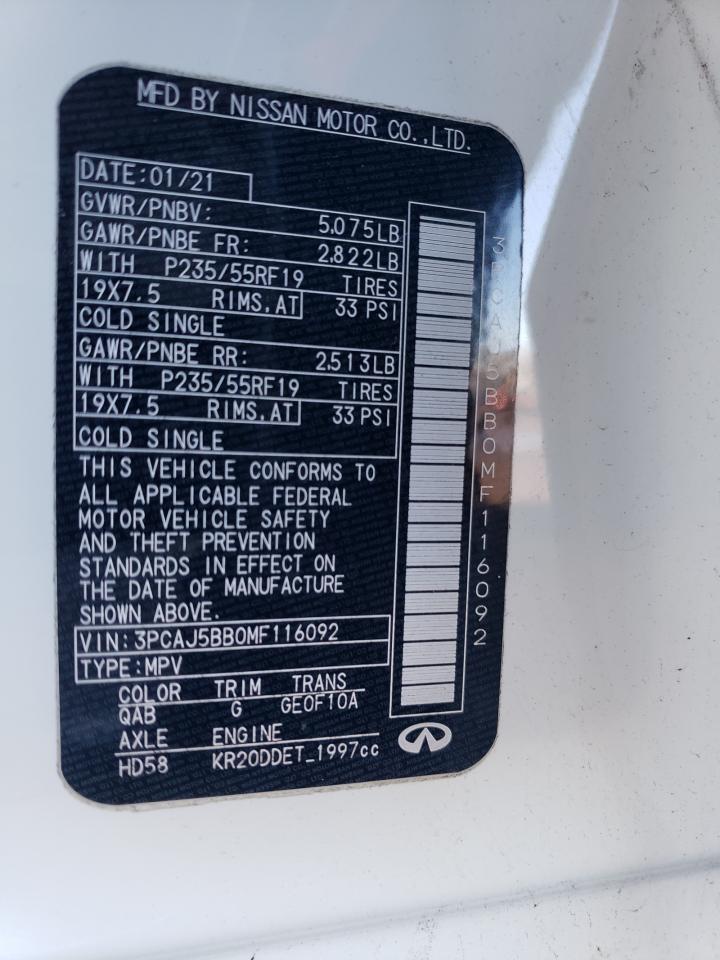 MFD BY NISSAN MOTOR CO.,LTD.
DATE:01/21
GVWR/PNBV: 5,075LB
GAWR/PNBE FR: 2,822LB
WITH P235/55RF19 TIRES
19X7.5 RIMS.AT 33 PSI
COLD SINGLE
GAWR/PNBE RR: 2,513LB
WITH P235/55RF19 TIRES
19X7.5 RIMS.AT 33 PSI
COLD SINGLE
THIS VEHICLE CONFORMS TO
ALL APPLICABLE FEDERAL
MOTOR VEHICLE SAFETY
AND THEFT PREVENTION
STANDARDS IN EFFECT ON
THE DATE OF MANUFACTURE
SHOWN ABOVE.
VIN:3PCAJ5BB0MF116092
TYPE:MPV
COLOR TRIM TRANS
QAB G GE0F10A
AXLE ENGINE
HD58 KR20DDET_1997cc
3PCAJ5BB0MF116092